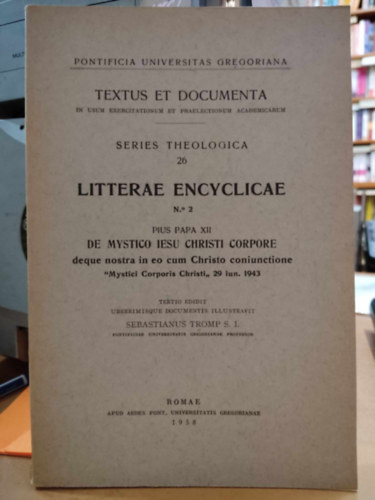 PONTIFICIA UNIVERSITAS GREGORIANA
TEXTUS ET DOCUMENTA
IN USUM EXERCITATIONUM ET PRAELECTIONUM ACADEMICARUM
SERIES THEOLOGICA
26
LITTERAE ENCYCLICAE
N.º 2
PIUS PAPA XII
DE MYSTICO IESU CHRISTI CORPORE
deque nostra in eo cum Christo coniunctione
"Mystici Corporis Christi„ 29 Iun. 1943
TERTIO EDIDIT
UBERRIMISQUE DOCUMENTIS ILLUSTRAVIT
SEBASTIANUS TROMP S. I.
PONTIFICIAE UNIVERSITATIS GREGORIANAE PROFESSOR
ROMAE
APUD AEDES PONT. UNIVERSITATIS GREGORIANAE
1958